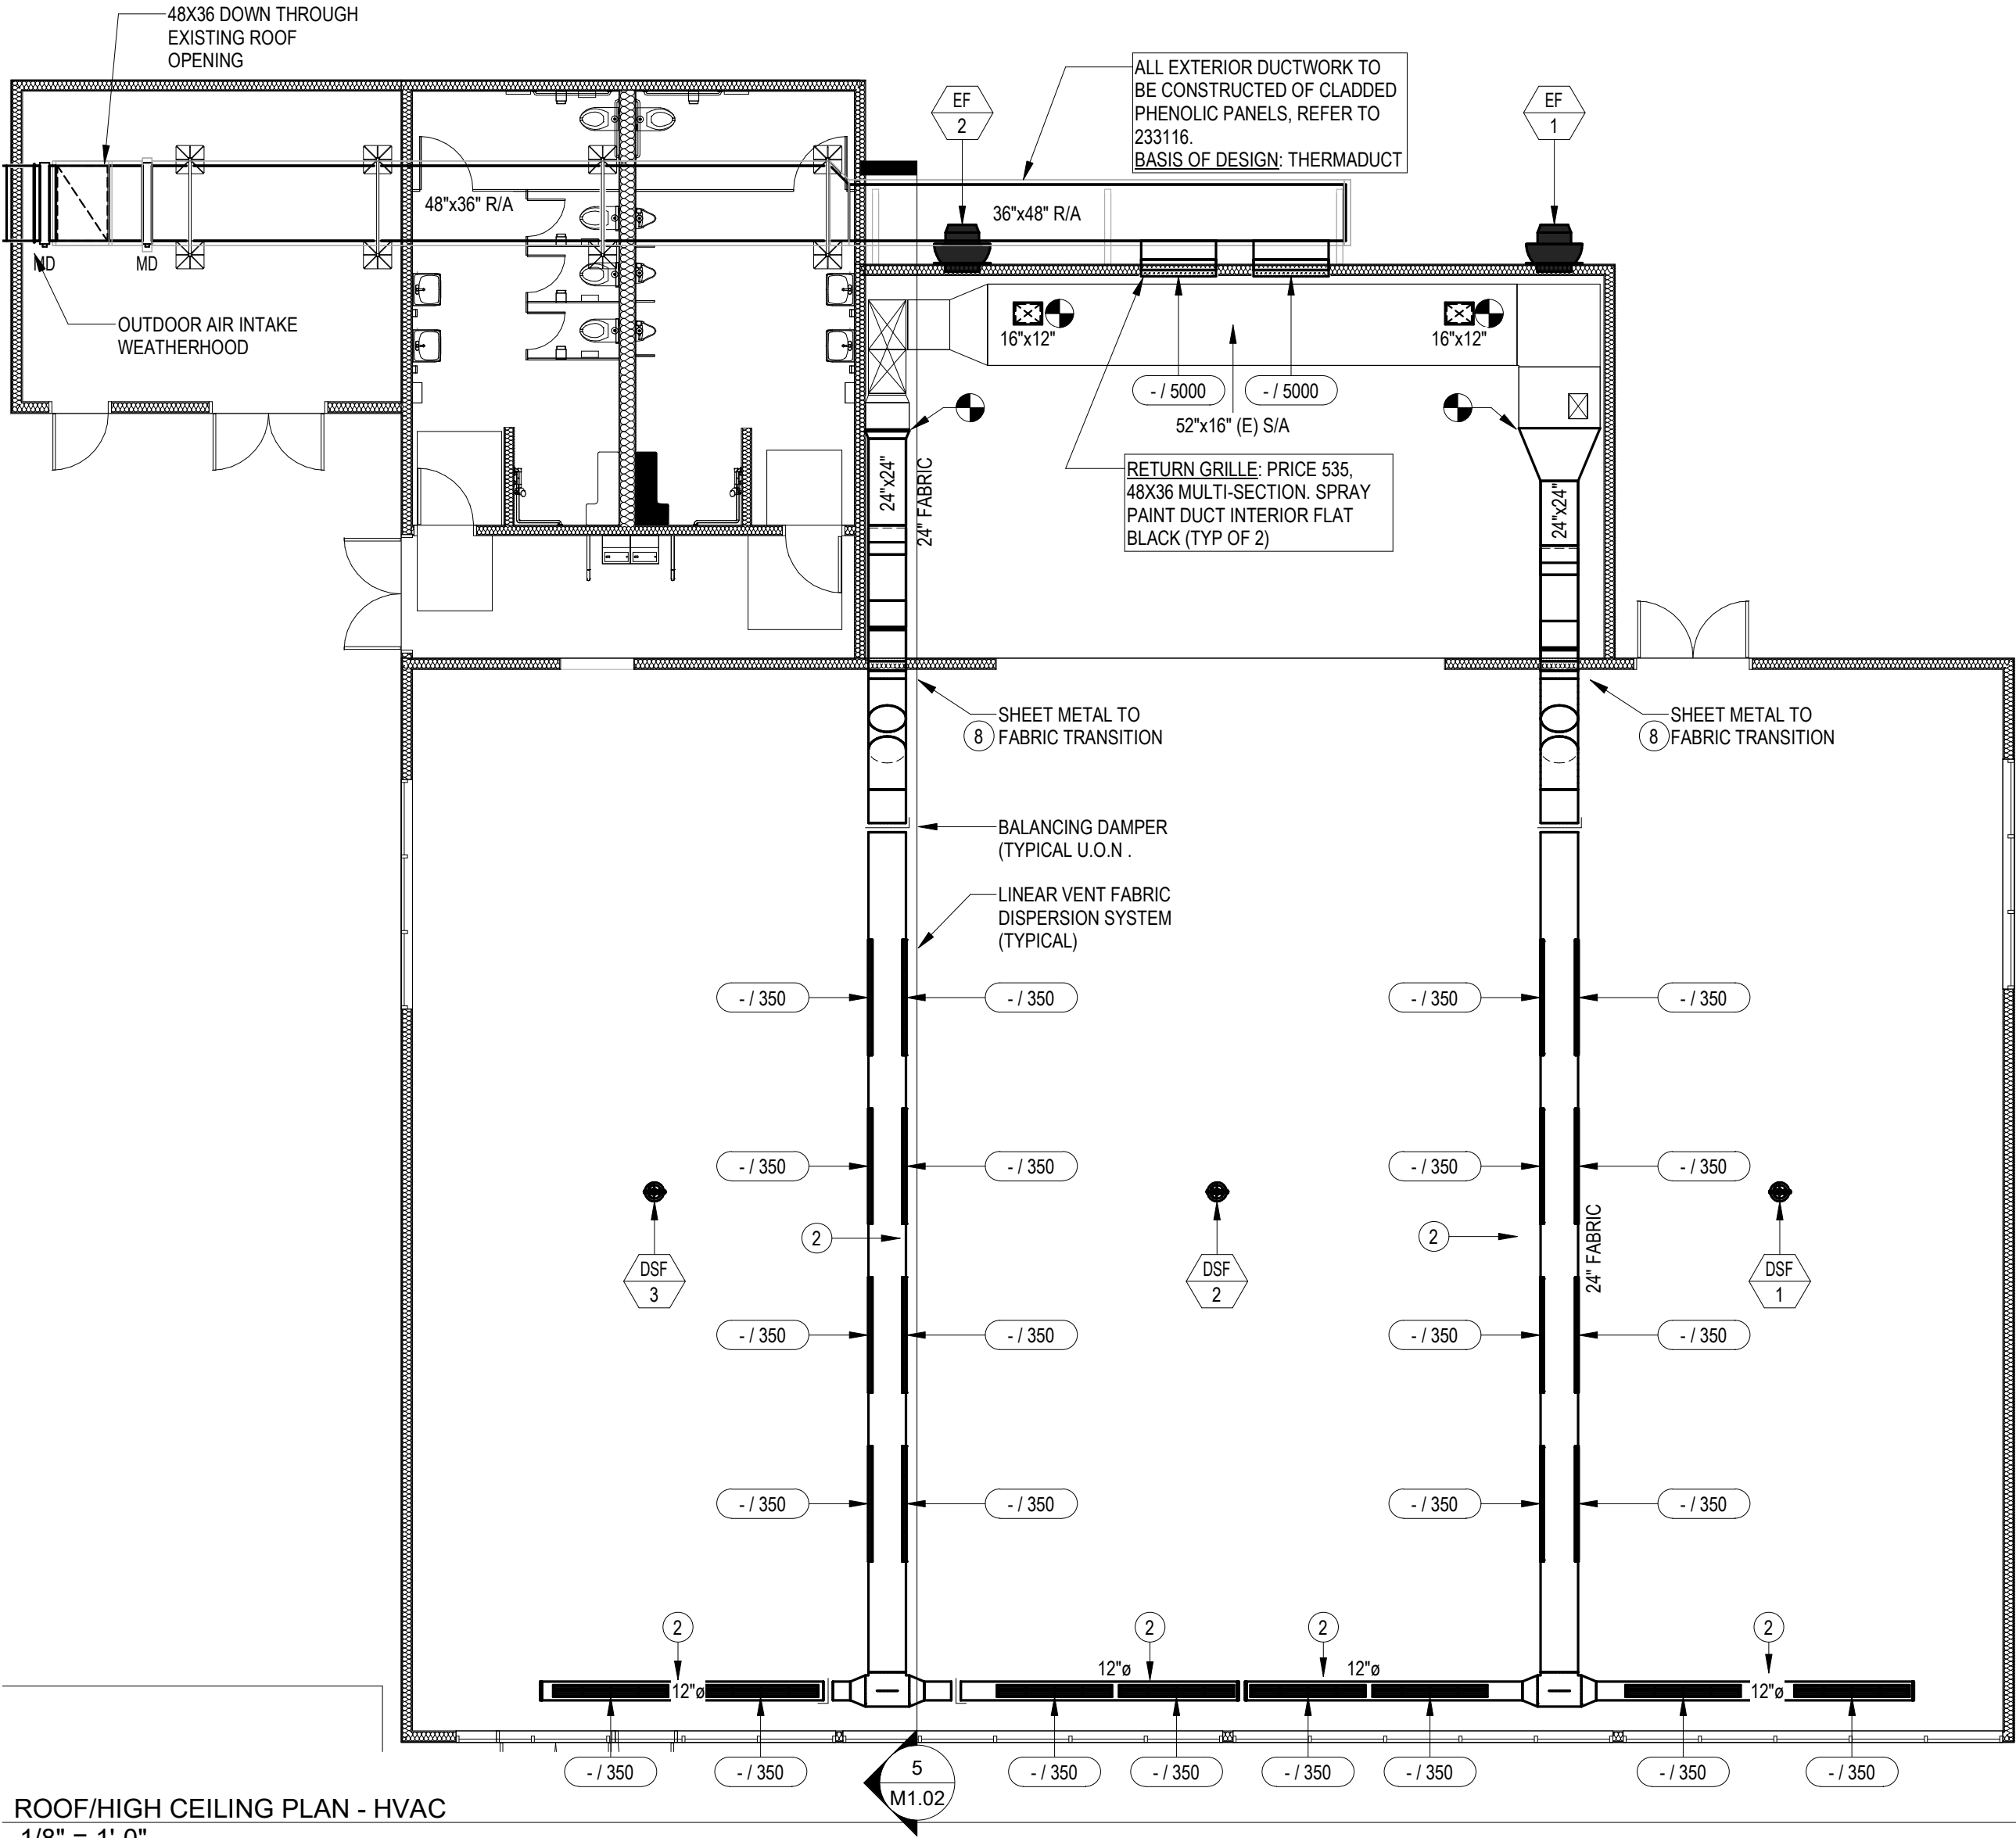 48X36 DOWN THROUGH
EXISTING ROOF
OPENING
ALL EXTERIOR DUCTWORK TO
BE CONSTRUCTED OF CLADDED
PHENOLIC PANELS, REFER TO
233116.
BASIS OF DESIGN: THERMADUCT
EF
2
EF
1
48"x36" R/A
36"x48" R/A
MD
MD
OUTDOOR AIR INTAKE
WEATHERHOOD
16"x12"
16"x12"
- / 5000
- / 5000
52"x16" (E) S/A
RETURN GRILLE: PRICE 535,
48X36 MULTI-SECTION. SPRAY
PAINT DUCT INTERIOR FLAT
BLACK (TYP OF 2)
24"x24"
24" FABRIC
24"x24"
SHEET METAL TO
8 FABRIC TRANSITION
SHEET METAL TO
8 FABRIC TRANSITION
BALANCING DAMPER
(TYPICAL U.O.N .
LINEAR VENT FABRIC
DISPERSION SYSTEM
(TYPICAL)
- / 350
- / 350
- / 350
- / 350
- / 350
- / 350
- / 350
- / 350
2
2
24" FABRIC
DSF
3
DSF
2
DSF
1
- / 350
- / 350
- / 350
- / 350
- / 350
- / 350
- / 350
- / 350
2
2
2
2
12"ø
12"ø
12"ø
12"ø
- / 350
- / 350
- / 350
- / 350
- / 350
- / 350
- / 350
- / 350
5
M1.02
ROOF/HIGH CEILING PLAN - HVAC
1/8" = 1'-0"